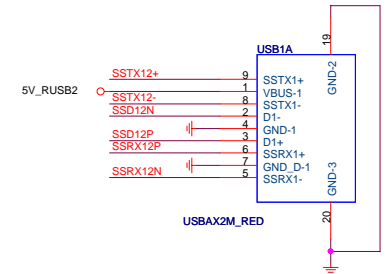 USB1A
19
GND-2
SSTX12+ 9 SSTX1+
5V_RUSB2 1 VBUS-1
SSTX12- 8 SSTX1-
SSD12N 2 D1-
4 GND-1
SSD12P 3 D1+
SSRX12P 6 SSRX1+
7 GND_D-1
SSRX12N 5 SSRX1-
GND-3
20
USBAX2M_RED